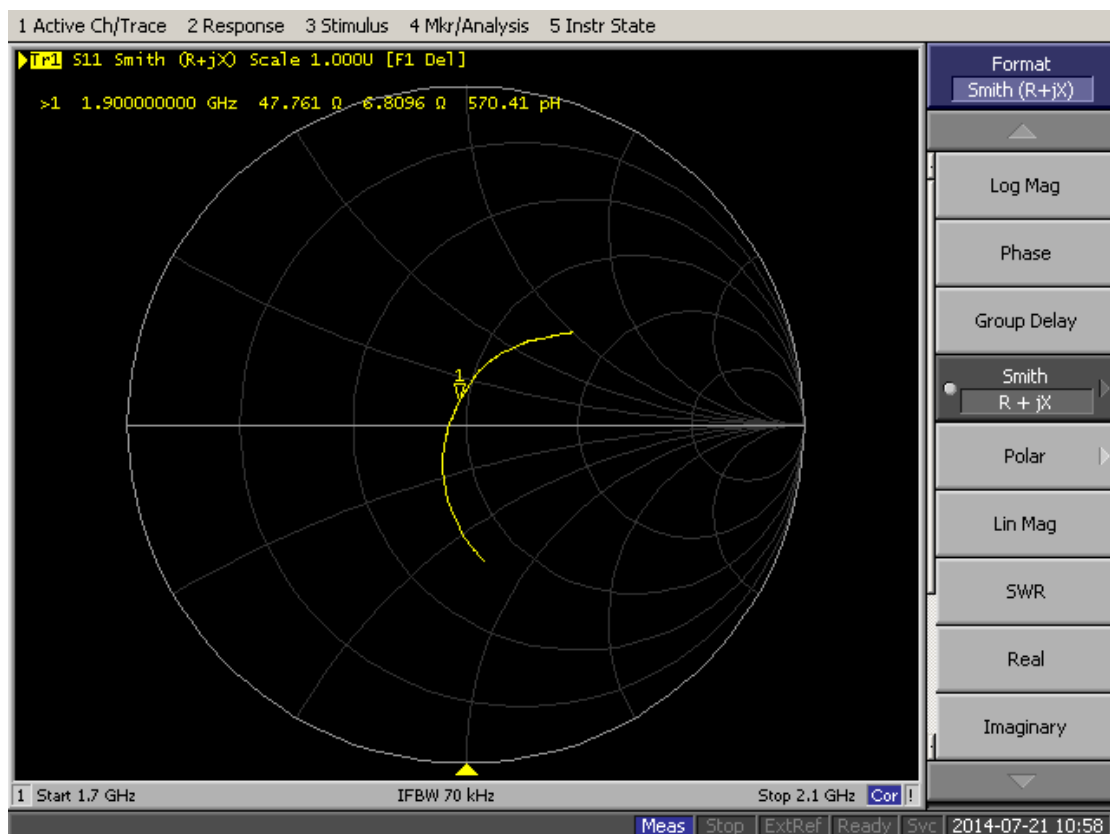 1 Active Ch/Trace 2 Response 3 Stimulus 4 Mkr/Analysis 5 Instr State
Tr1 S11 Smith (R+jX) Scale 1.000U [F1 Del]
>1 1.900000000 GHz 47.761 Ω 6.8096 Ω 570.41 pH
1
Format
Smith (R+jX)
Log Mag
Phase
Group Delay
Smith
R + jX
Polar
Lin Mag
SWR
Real
Imaginary
1 Start 1.7 GHz IFBW 70 kHz Stop 2.1 GHz Cor !
Meas Stop ExtRef Ready Svc 2014-07-21 10:58